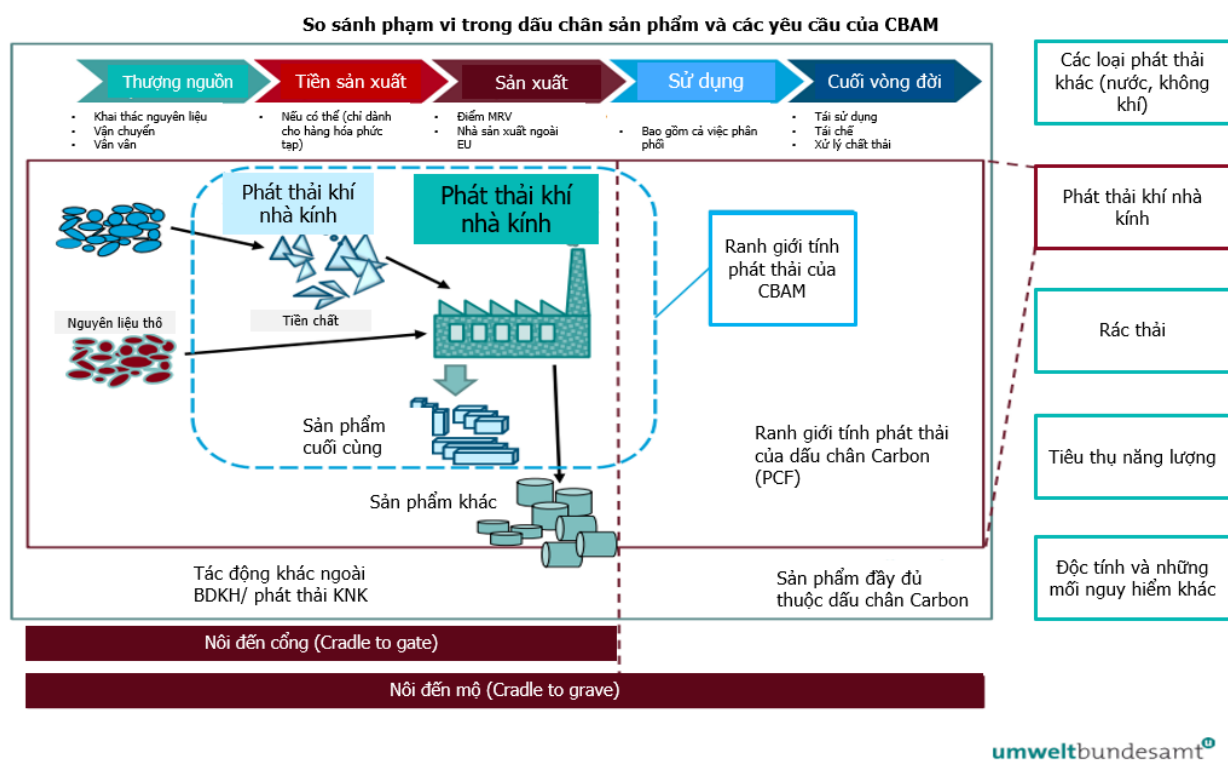 So sánh phạm vi trong dấu chân sản phẩm và các yêu cầu của CBAM
Thượng nguồn
Tiền sản xuất
Sản xuất
Sử dụng
Cuối vòng đời
• Khai thác nguyên liệu
• Vận chuyển
• Vân vân
• Nếu có thể (chỉ dành
cho hàng hóa phức
tạp)
• Điểm MRV
• Nhà sản xuất ngoài
EU
• Bao gồm cả việc phân
phối
• Tái sử dụng
• Tái chế
• Xử lý chất thải
Phát thải khí
nhà kính
Phát thải khí
nhà kính
Ranh giới tính
phát thải của
CBAM
Nguyên liệu thô
Tiền chất
Sản phẩm
cuối cùng
Sản phẩm khác
Ranh giới tính phát thải
của dấu chân Carbon
(PCF)
Tác động khác ngoài
BDKH/ phát thải KNK
Sản phẩm đầy đủ
thuộc dấu chân Carbon
Nôi đến cổng (Cradle to gate)
Nôi đến mộ (Cradle to grave)
Các loại phát thải
khác (nước, không
khí)
Phát thải khí nhà
kính
Rác thải
Tiêu thụ năng lượng
Độc tính và những
mối nguy hiểm khác
umweltbundesamt
u